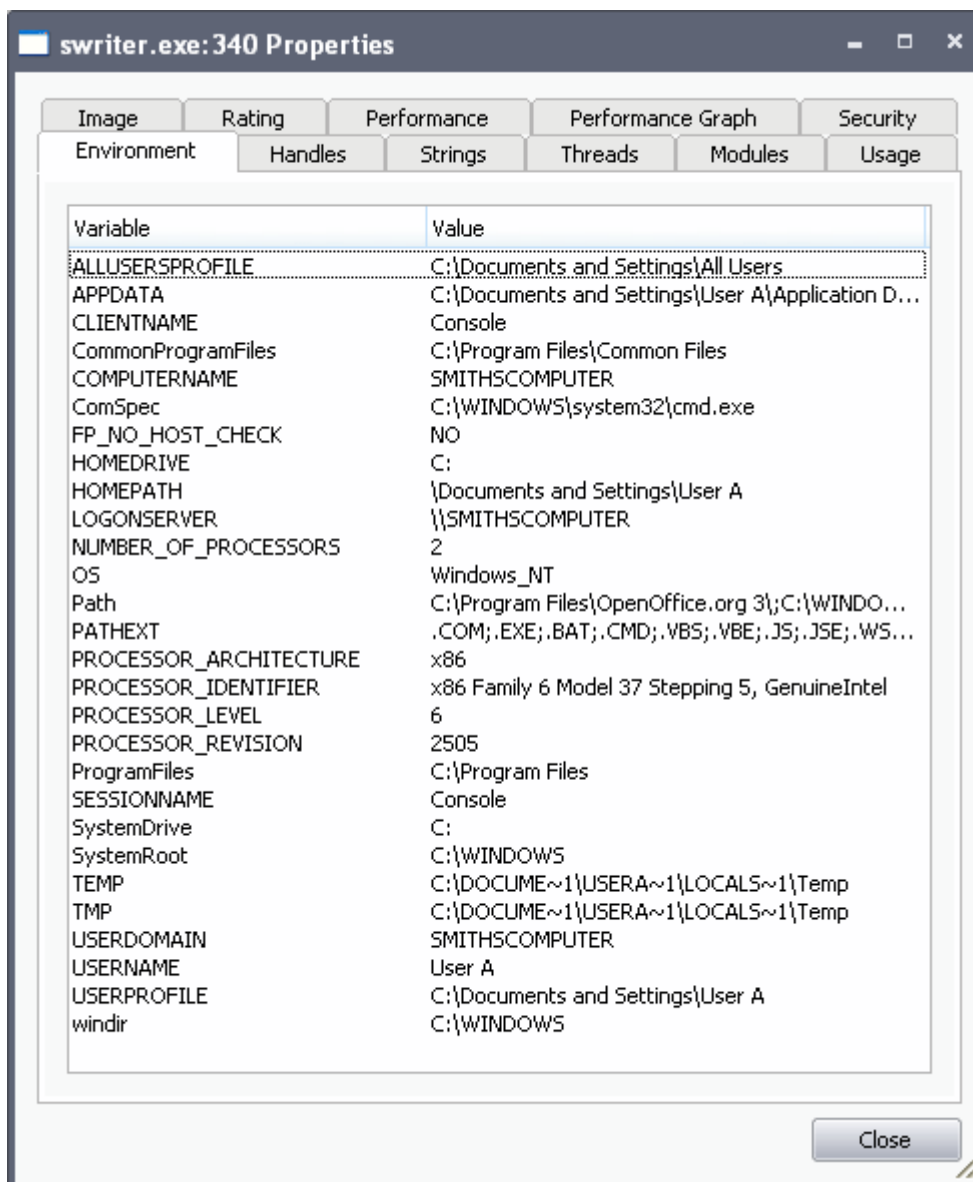 swriter.exe:340 Properties
Image Rating Performance Performance Graph Security
Environment Handles Strings Threads Modules Usage
Variable Value
ALLUSERSPROFILE C:\Documents and Settings\All Users
APPDATA C:\Documents and Settings\User A\Application D...
CLIENTNAME Console
CommonProgramFiles C:\Program Files\Common Files
COMPUTERNAME SMITHSCOMPUTER
ComSpec C:\WINDOWS\system32\cmd.exe
FP_NO_HOST_CHECK NO
HOMEDRIVE C:
HOMEPATH \Documents and Settings\User A
LOGONSERVER \\SMITHSCOMPUTER
NUMBER_OF_PROCESSORS 2
OS Windows_NT
Path C:\Program Files\OpenOffice.org 3\;C:\WINDO...
PATHEXT .COM;.EXE;.BAT;.CMD;.VBS;.VBE;.JS;.JSE;.WS...
PROCESSOR_ARCHITECTURE x86
PROCESSOR_IDENTIFIER x86 Family 6 Model 37 Stepping 5, GenuineIntel
PROCESSOR_LEVEL 6
PROCESSOR_REVISION 2505
ProgramFiles C:\Program Files
SESSIONNAME Console
SystemDrive C:
SystemRoot C:\WINDOWS
TEMP C:\DOCUME~1\USERA~1\LOCALS~1\Temp
TMP C:\DOCUME~1\USERA~1\LOCALS~1\Temp
USERDOMAIN SMITHSCOMPUTER
USERNAME User A
USERPROFILE C:\Documents and Settings\User A
windir C:\WINDOWS
Close